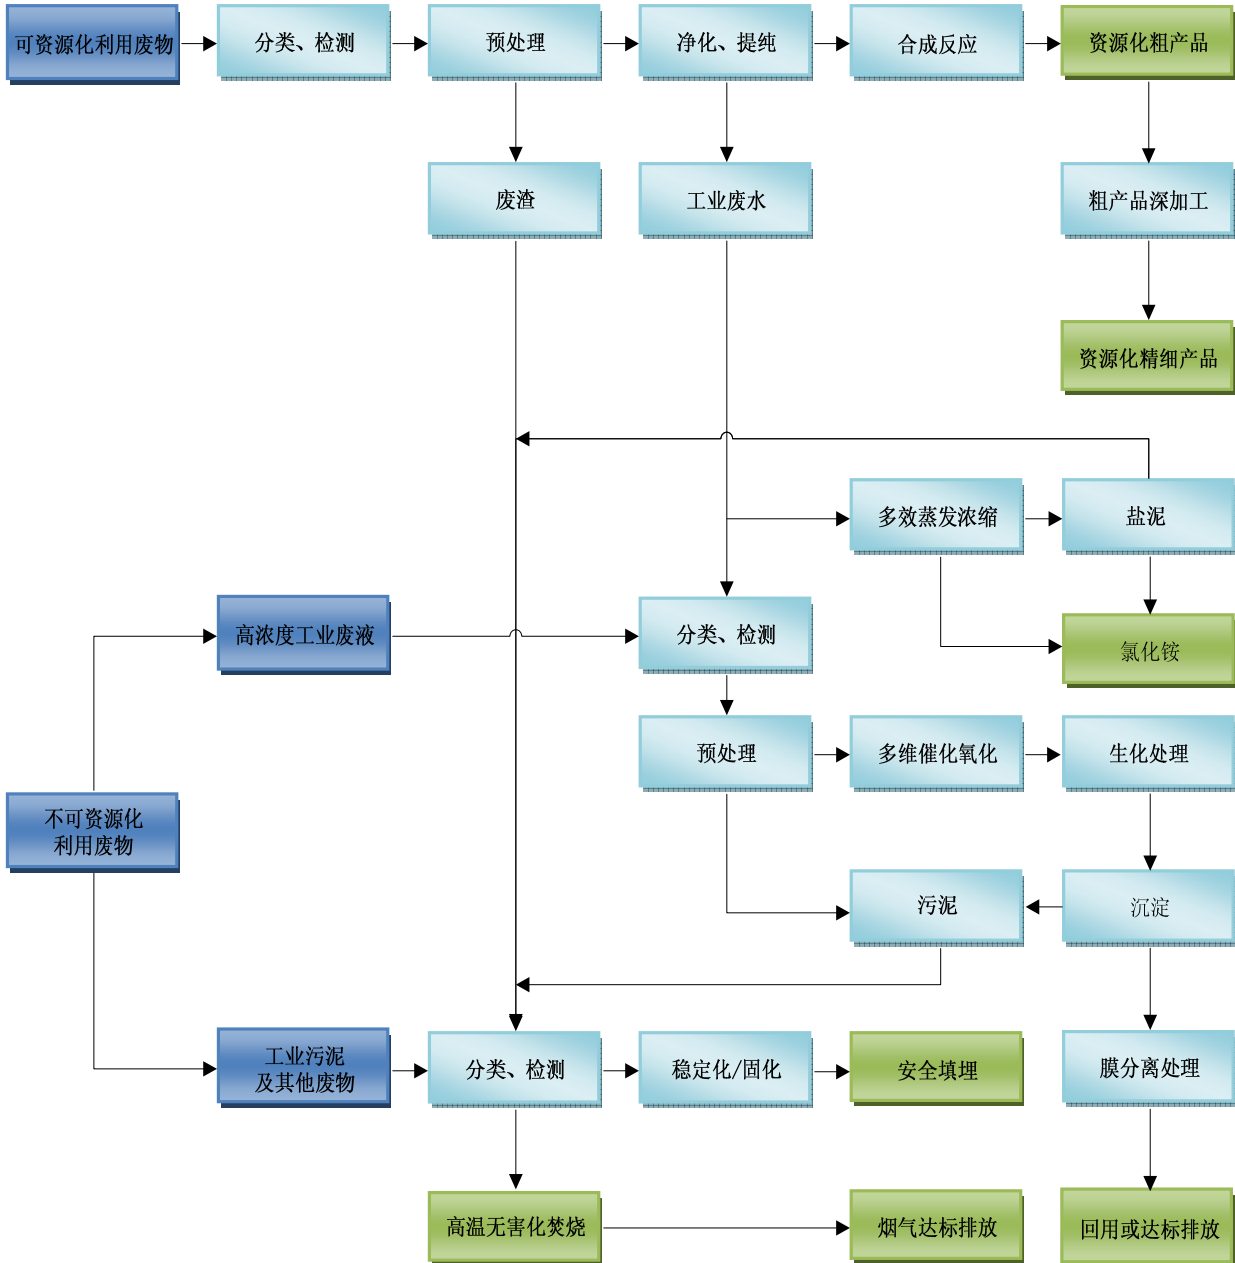 可资源化利用废物
分类、检测
预处理
净化、提纯
合成反应
资源化粗产品
废渣
工业废水
粗产品深加工
资源化精细产品
多效蒸发浓缩
盐泥
高浓度工业废液
分类、检测
氯化铵
预处理
多维催化氧化
生化处理
不可资源化
利用废物
污泥
沉淀
工业污泥
及其他废物
分类、检测
稳定化/固化
安全填埋
膜分离处理
高温无害化焚烧
烟气达标排放
回用或达标排放